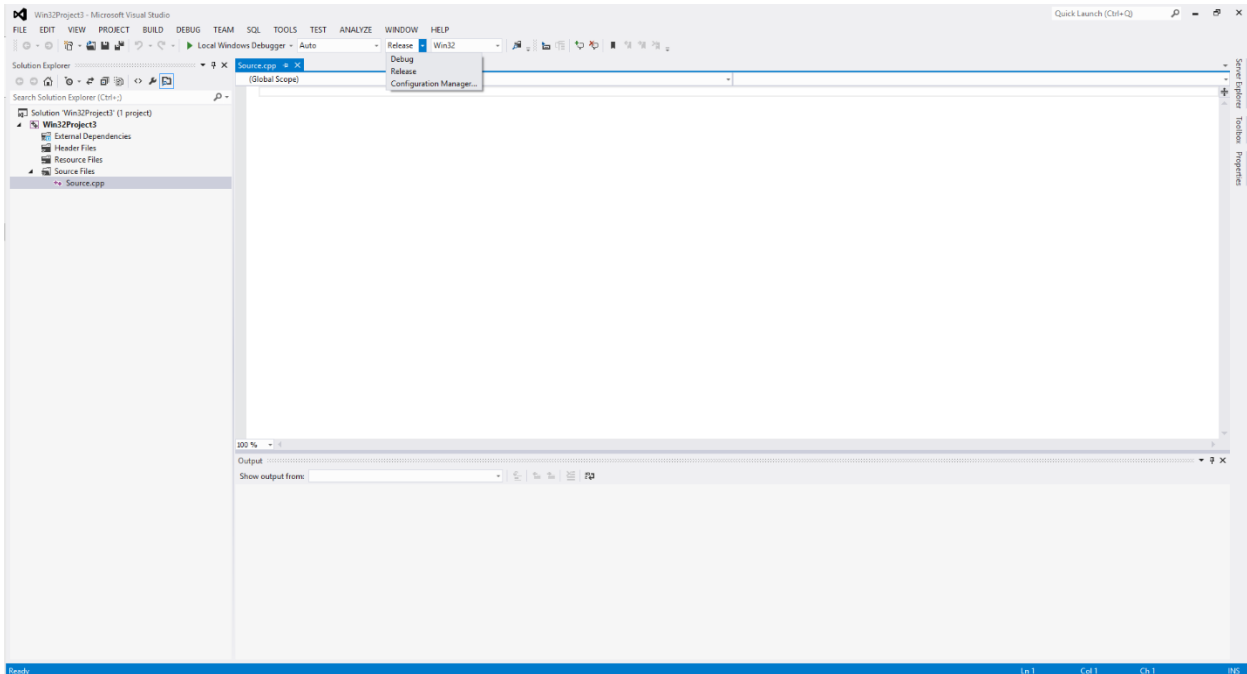 Win32Project3 - Microsoft Visual Studio
Quick Launch (Ctrl+Q)
FILE EDIT VIEW PROJECT BUILD DEBUG TEAM SQL TOOLS TEST ANALYZE WINDOW HELP
Local Windows Debugger Auto Release Win32
Debug
Release
Configuration Manager...
Solution Explorer
Source.cpp
(Global Scope)
Search Solution Explorer (Ctrl+;)
Solution 'Win32Project3' (1 project)
Win32Project3
External Dependencies
Header Files
Resource Files
Source Files
Source.cpp
Server Explorer
Toolbox
Properties
100 %
Output
Show output from:
Ready
Ln 1 Col 1 Ch 1 INS